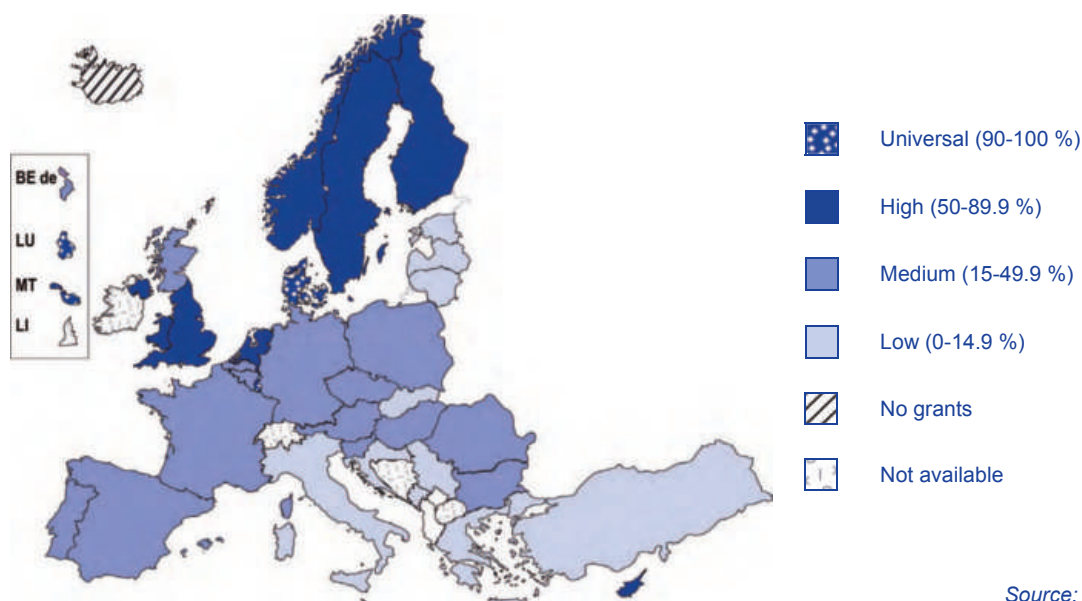 BE de
LU
MT
LI
Universal (90-100 %)
High (50-89.9 %)
Medium (15-49.9 %)
Low (0-14.9 %)
No grants
Not available
Source: